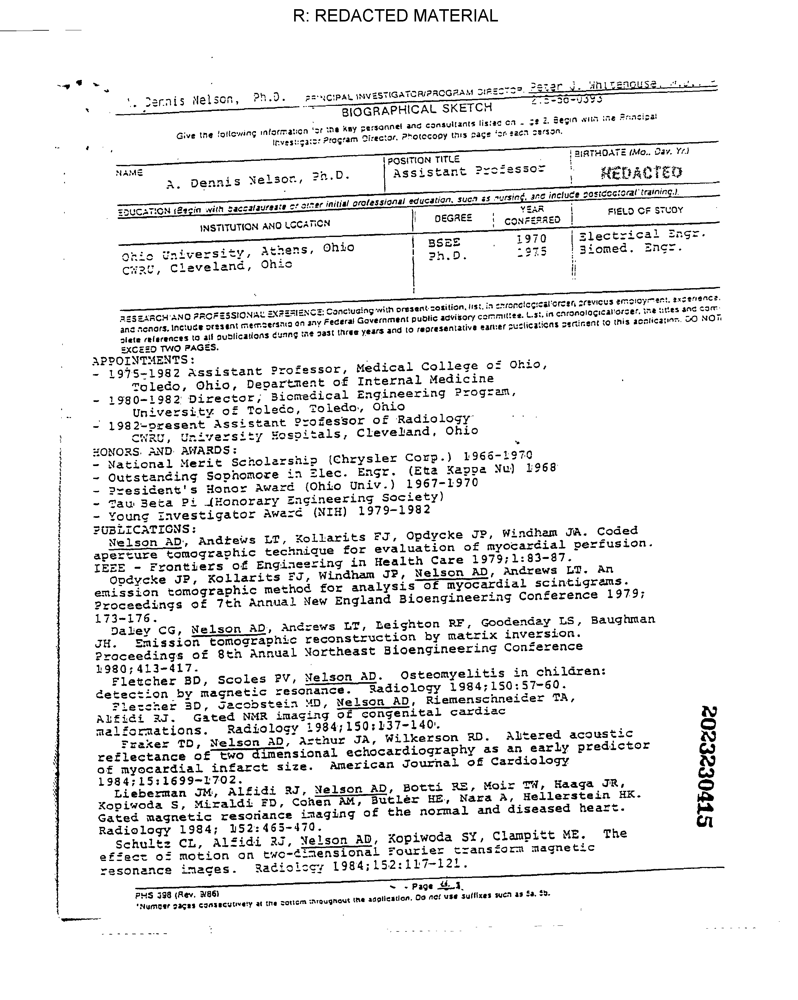 R: REDACTED MATERIAL
Dennis Nelson, Ph.D. PRINCIPAL INVESTIGATOR/PROGRAM DIRECTOR: Peter J. Whitehouse, M.D.
BIOGRAPHICAL SKETCH
Give the following information for the key personnel and consultants listed on page 2. Begin with the Principal
Investigator/Program Director. Photocopy this page for each person.
NAME
A. Dennis Nelson, Ph.D.
POSITION TITLE
Assistant Professor
BIRTHDATE (Mo., Day, Yr.)
REDACTED
EDUCATION (Begin with baccalaureate or other initial professional education, such as nursing, and include postdoctoral training.)
INSTITUTION AND LOCATION
DEGREE
YEAR CONFERRED
FIELD OF STUDY
Ohio University, Athens, Ohio BSEE 1970 Electrical Engr.
CWRU, Cleveland, Ohio Ph.D. 1975 Biomed. Engr.
RESEARCH AND PROFESSIONAL EXPERIENCE: Concluding with present position, list, in chronological order, previous employment, experience,
and honors. Include present membership on any Federal Government public advisory committee. List, in chronological order, the titles and com-
plete references to all publications during the past three years and to representative earlier publications pertinent to this application. DO NOT
EXCEED TWO PAGES.
APPOINTMENTS:
- 1975-1982 Assistant Professor, Medical College of Ohio,
Toledo, Ohio, Department of Internal Medicine
- 1980-1982 Director, Biomedical Engineering Program,
University of Toledo, Toledo, Ohio
- 1982-present Assistant Professor of Radiology
CWRU, University Hospitals, Cleveland, Ohio
HONORS AND AWARDS:
- National Merit Scholarship (Chrysler Corp.) 1966-1970
- Outstanding Sophomore in Elec. Engr. (Eta Kappa Nu) 1968
- President's Honor Award (Ohio Univ.) 1967-1970
- Tau Beta Pi (Honorary Engineering Society)
- Young Investigator Award (NIH) 1979-1982
PUBLICATIONS:
Nelson AD, Andrews LT, Kollarits FJ, Opdycke JP, Windham JA. Coded
aperture tomographic technique for evaluation of myocardial perfusion.
IEEE - Frontiers of Engineering in Health Care 1979;1:83-87.
Opdycke JP, Kollarits FJ, Windham JP, Nelson AD, Andrews LT. An
emission tomographic method for analysis of myocardial scintigrams.
Proceedings of 7th Annual New England Bioengineering Conference 1979;
173-176.
Daley CG, Nelson AD, Andrews LT, Leighton RF, Goodenday LS, Baughman
JH. Emission tomographic reconstruction by matrix inversion.
Proceedings of 8th Annual Northeast Bioengineering Conference
1980;413-417.
Fletcher BD, Scoles PV, Nelson AD. Osteomyelitis in children:
detection by magnetic resonance. Radiology 1984;150:57-60.
Fletcher BD, Jacobstein MD, Nelson AD, Riemenschneider TA,
Alfidi RJ. Gated NMR imaging of congenital cardiac
malformations. Radiology 1984;150:137-140.
Fraker TD, Nelson AD, Arthur JA, Wilkerson RD. Altered acoustic
reflectance of two dimensional echocardiography as an early predictor
of myocardial infarct size. American Journal of Cardiology
1984;15:1699-1702.
Lieberman JM, Alfidi RJ, Nelson AD, Botti RE, Moir TW, Haaga JR,
Kopiwoda S, Miraldi FD, Cohen AM, Butler HE, Nara A, Hellerstein HK.
Gated magnetic resonance imaging of the normal and diseased heart.
Radiology 1984; 152:465-470.
Schultz CL, Alfidi RJ, Nelson AD, Kopiwoda SY, Clampitt ME. The
effect of motion on two-dimensional Fourier transform magnetic
resonance images. Radiology 1984;152:117-121.
2023230415
PHS 398 (Rev. 9/86) Page
*Number pages consecutively at the bottom throughout the application. Do not use suffixes such as 5a, 5b.